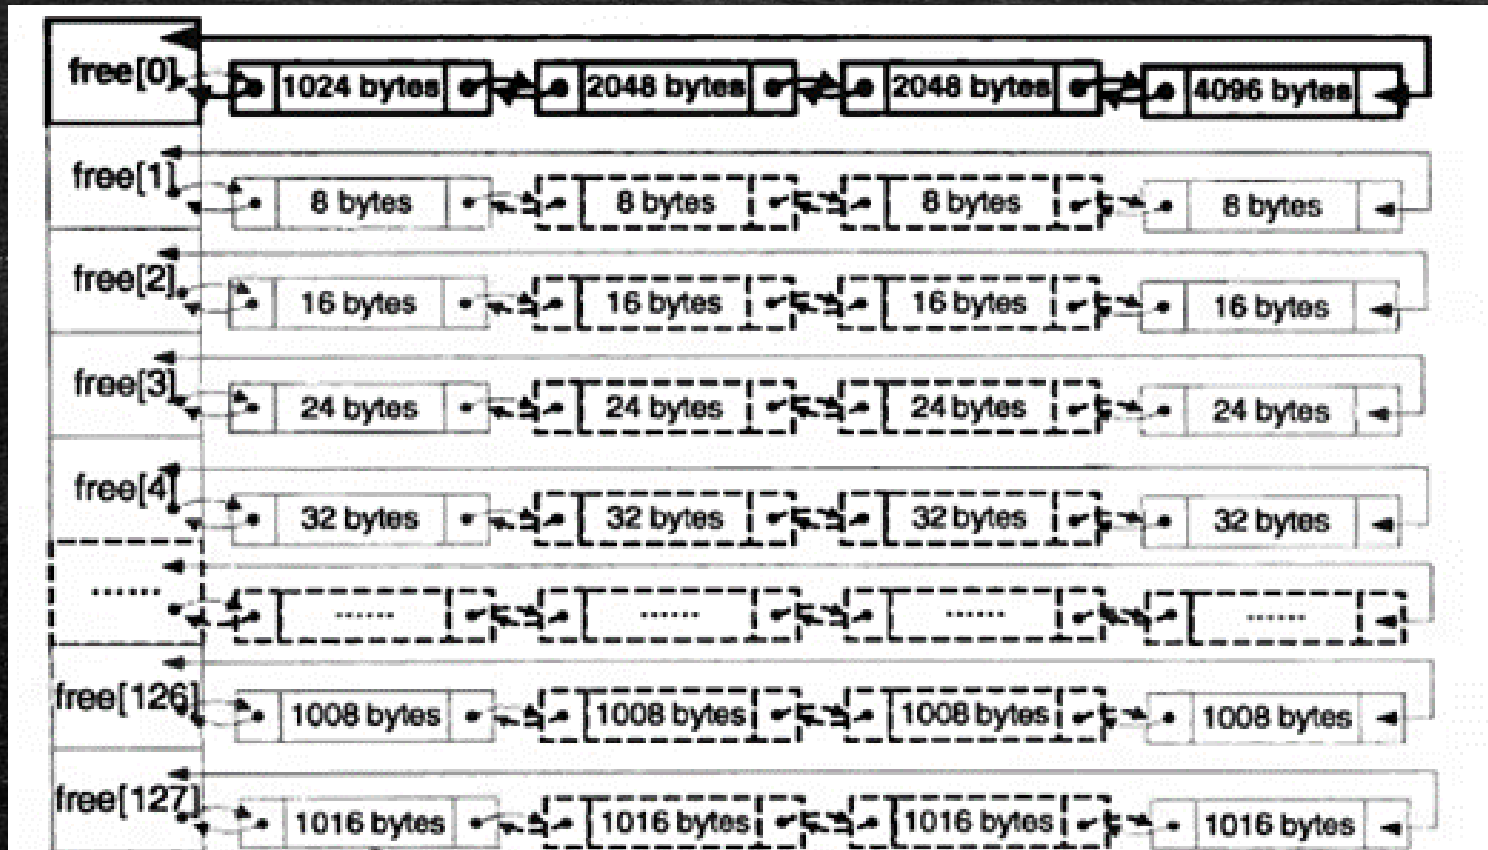 free[0] 1024 bytes 2048 bytes 2048 bytes 4096 bytes
free[1] 8 bytes 8 bytes 8 bytes 8 bytes
free[2] 16 bytes 16 bytes 16 bytes 16 bytes
free[3] 24 bytes 24 bytes 24 bytes 24 bytes
free[4] 32 bytes 32 bytes 32 bytes 32 bytes
...... ...... ...... ...... ......
free[126] 1008 bytes 1008 bytes 1008 bytes 1008 bytes
free[127] 1016 bytes 1016 bytes 1016 bytes 1016 bytes